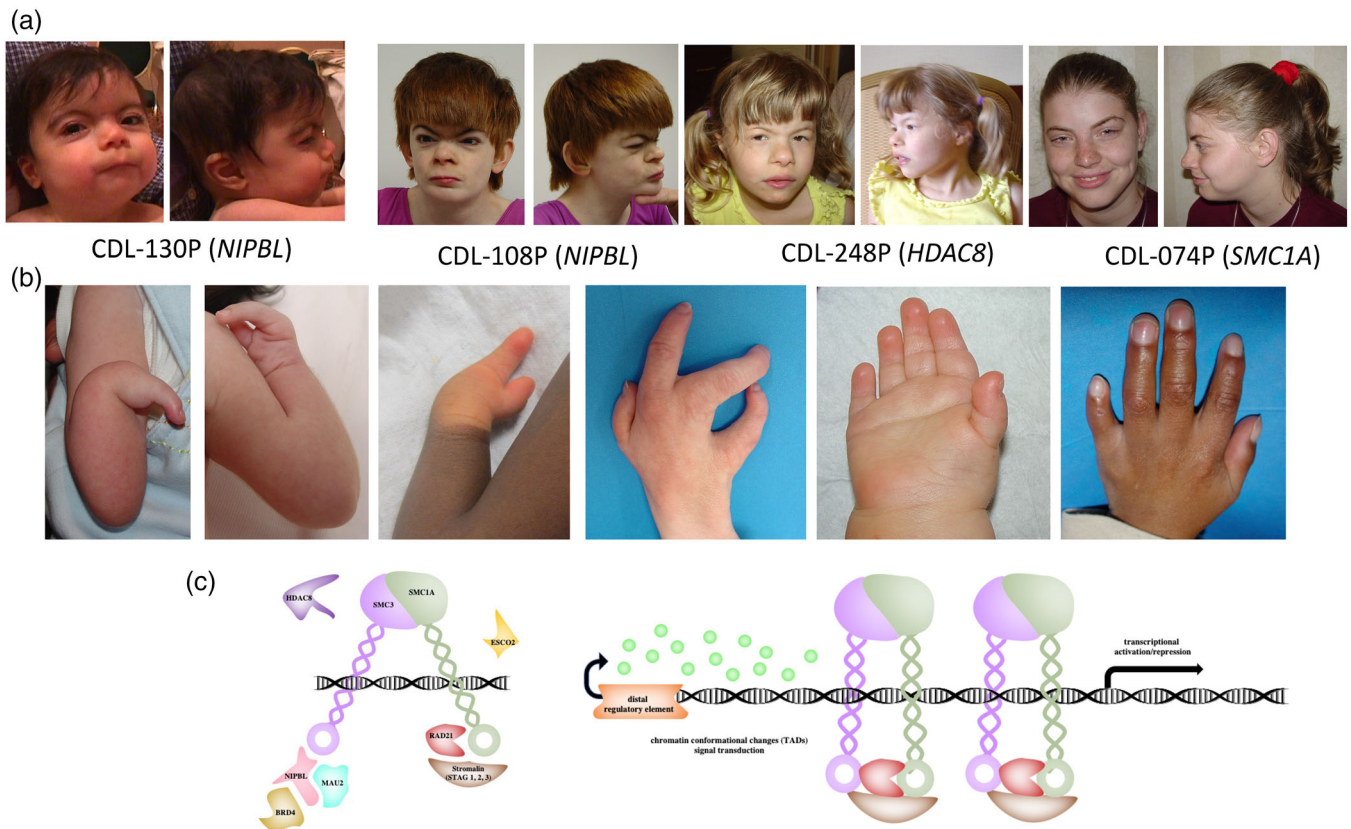 (a)
CDL-130P (NIPBL)
CDL-108P (NIPBL)
CDL-248P (HDAC8)
CDL-074P (SMC1A)
(b)
(c)
HDAC8
SMC3
SMC1A
ESCO2
RAD21
Stromalin
(STAG 1, 2, 3)
NIPBL
MAU2
BRD4
distal
regulatory element
chromatin conformational changes (TADs)
signal transduction
transcriptional
activation/repression